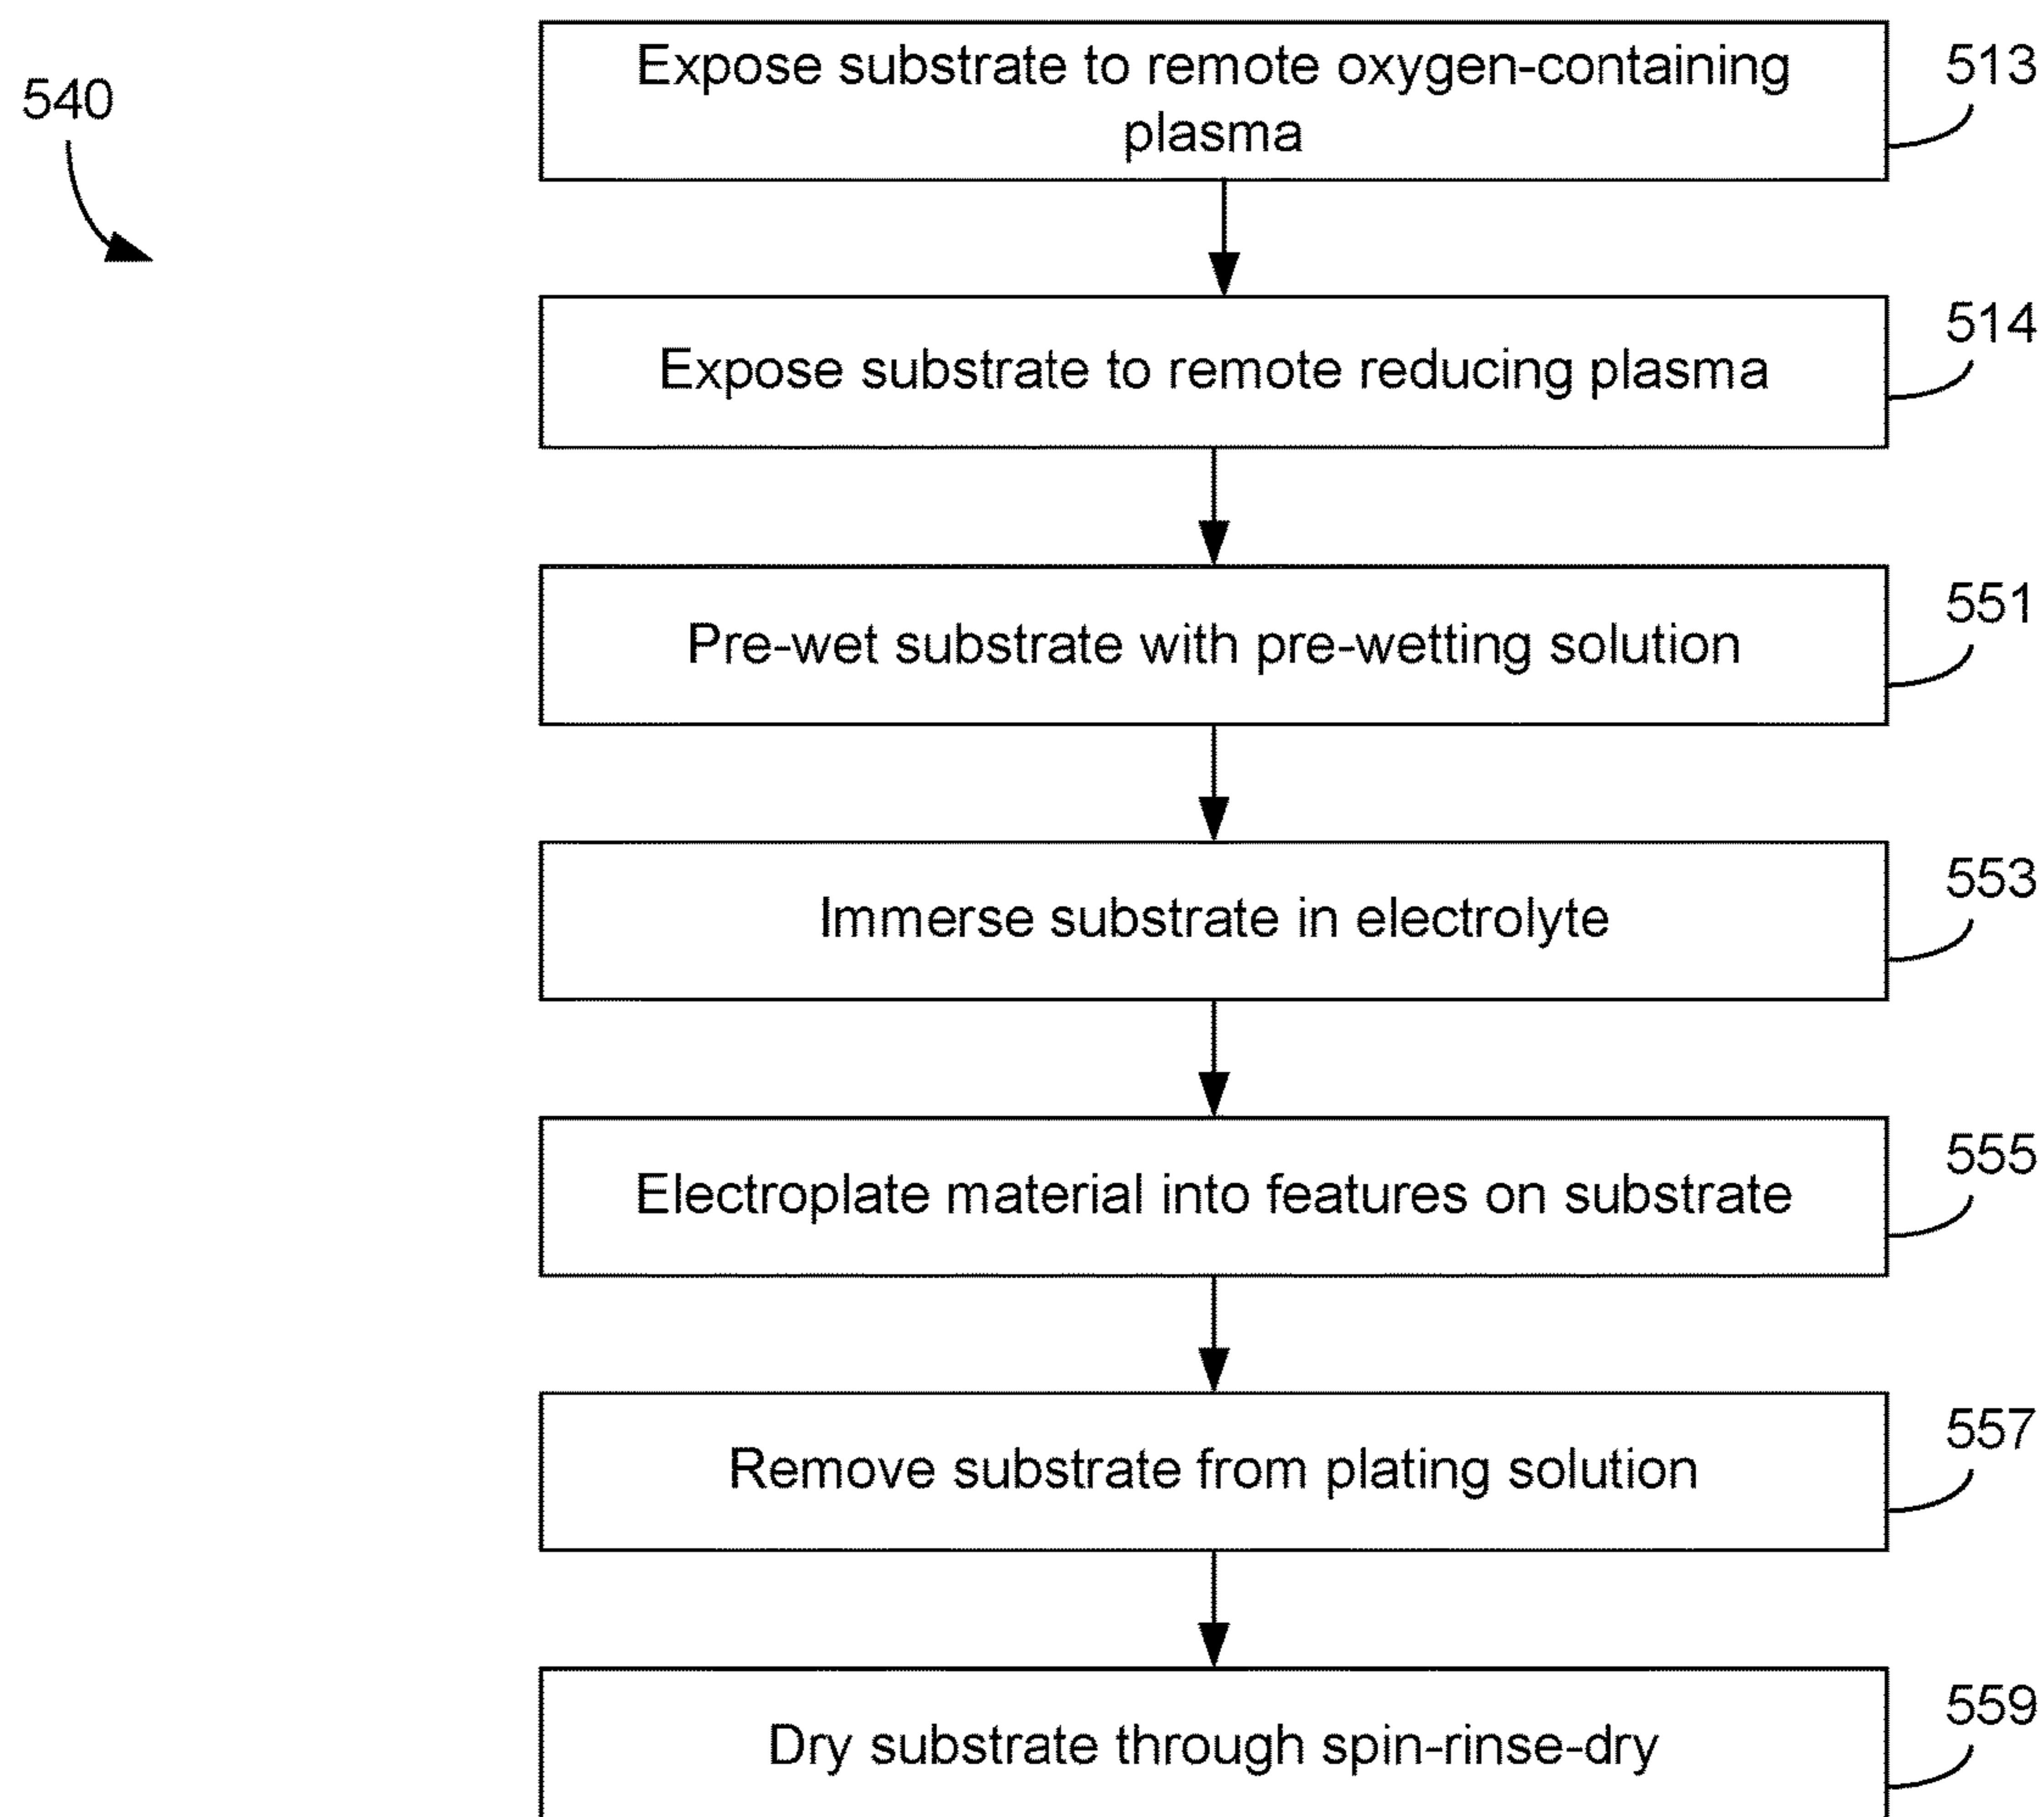 540
Expose substrate to remote oxygen-containing
plasma
513
Expose substrate to remote reducing plasma
514
Pre-wet substrate with pre-wetting solution
551
Immerse substrate in electrolyte
553
Electroplate material into features on substrate
555
Remove substrate from plating solution
557
Dry substrate through spin-rinse-dry
559